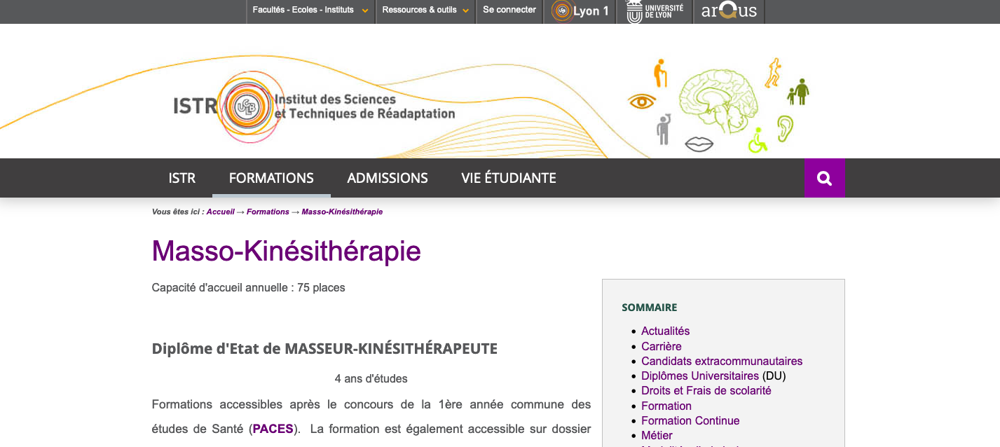 Facultés - Ecoles - Instituts
Ressources & outils
Se connecter
Lyon 1
UNIVERSITÉ
DE LYON
arqus
ISTR
UCLB
Institut des Sciences
et Techniques de Réadaptation
ISTR
FORMATIONS
ADMISSIONS
VIE ÉTUDIANTE
Vous êtes ici : Accueil → Formations → Masso-Kinésithérapie
Masso-Kinésithérapie
Capacité d'accueil annuelle : 75 places
Diplôme d'Etat de MASSEUR-KINÉSITHÉRAPEUTE
4 ans d'études
Formations accessibles après le concours de la 1ère année commune des
études de Santé (PACES). La formation est également accessible sur dossier
SOMMAIRE
• Actualités
• Carrière
• Candidats extracommunautaires
• Diplômes Universitaires (DU)
• Droits et Frais de scolarité
• Formation
• Formation Continue
• Métier